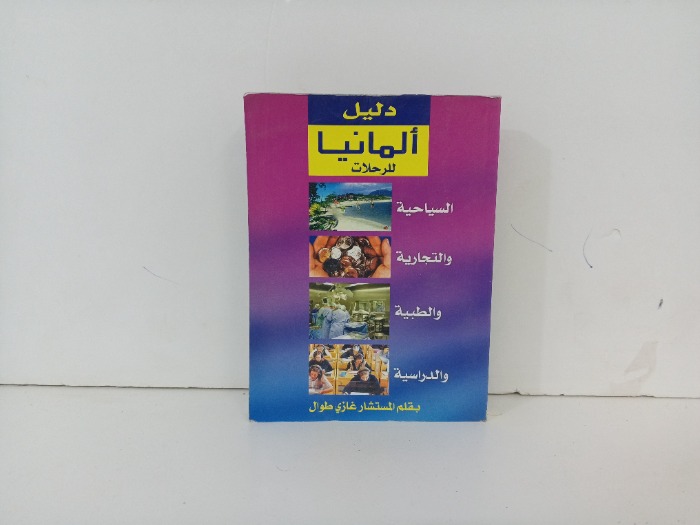 دليل
ألمانيا
للرحلات
السياحية
والتجارية
والطبية
والدراسية
بقلم المستشار غازي طوال